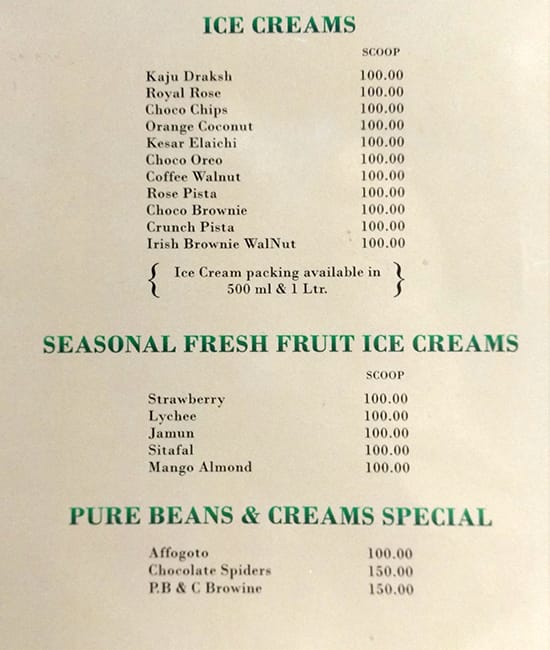 ICE CREAMS
SCOOP
Kaju Draksh 100.00
Royal Rose 100.00
Choco Chips 100.00
Orange Coconut 100.00
Kesar Elaichi 100.00
Choco Oreo 100.00
Coffee Walnut 100.00
Rose Pista 100.00
Choco Brownie 100.00
Crunch Pista 100.00
Irish Brownie WalNut 100.00
{ Ice Cream packing available in }
500 ml & 1 Ltr.
SEASONAL FRESH FRUIT ICE CREAMS
SCOOP
Strawberry 100.00
Lychee 100.00
Jamun 100.00
Sitafal 100.00
Mango Almond 100.00
PURE BEANS & CREAMS SPECIAL
Affogoto 100.00
Chocolate Spiders 150.00
P.B & C Browine 150.00